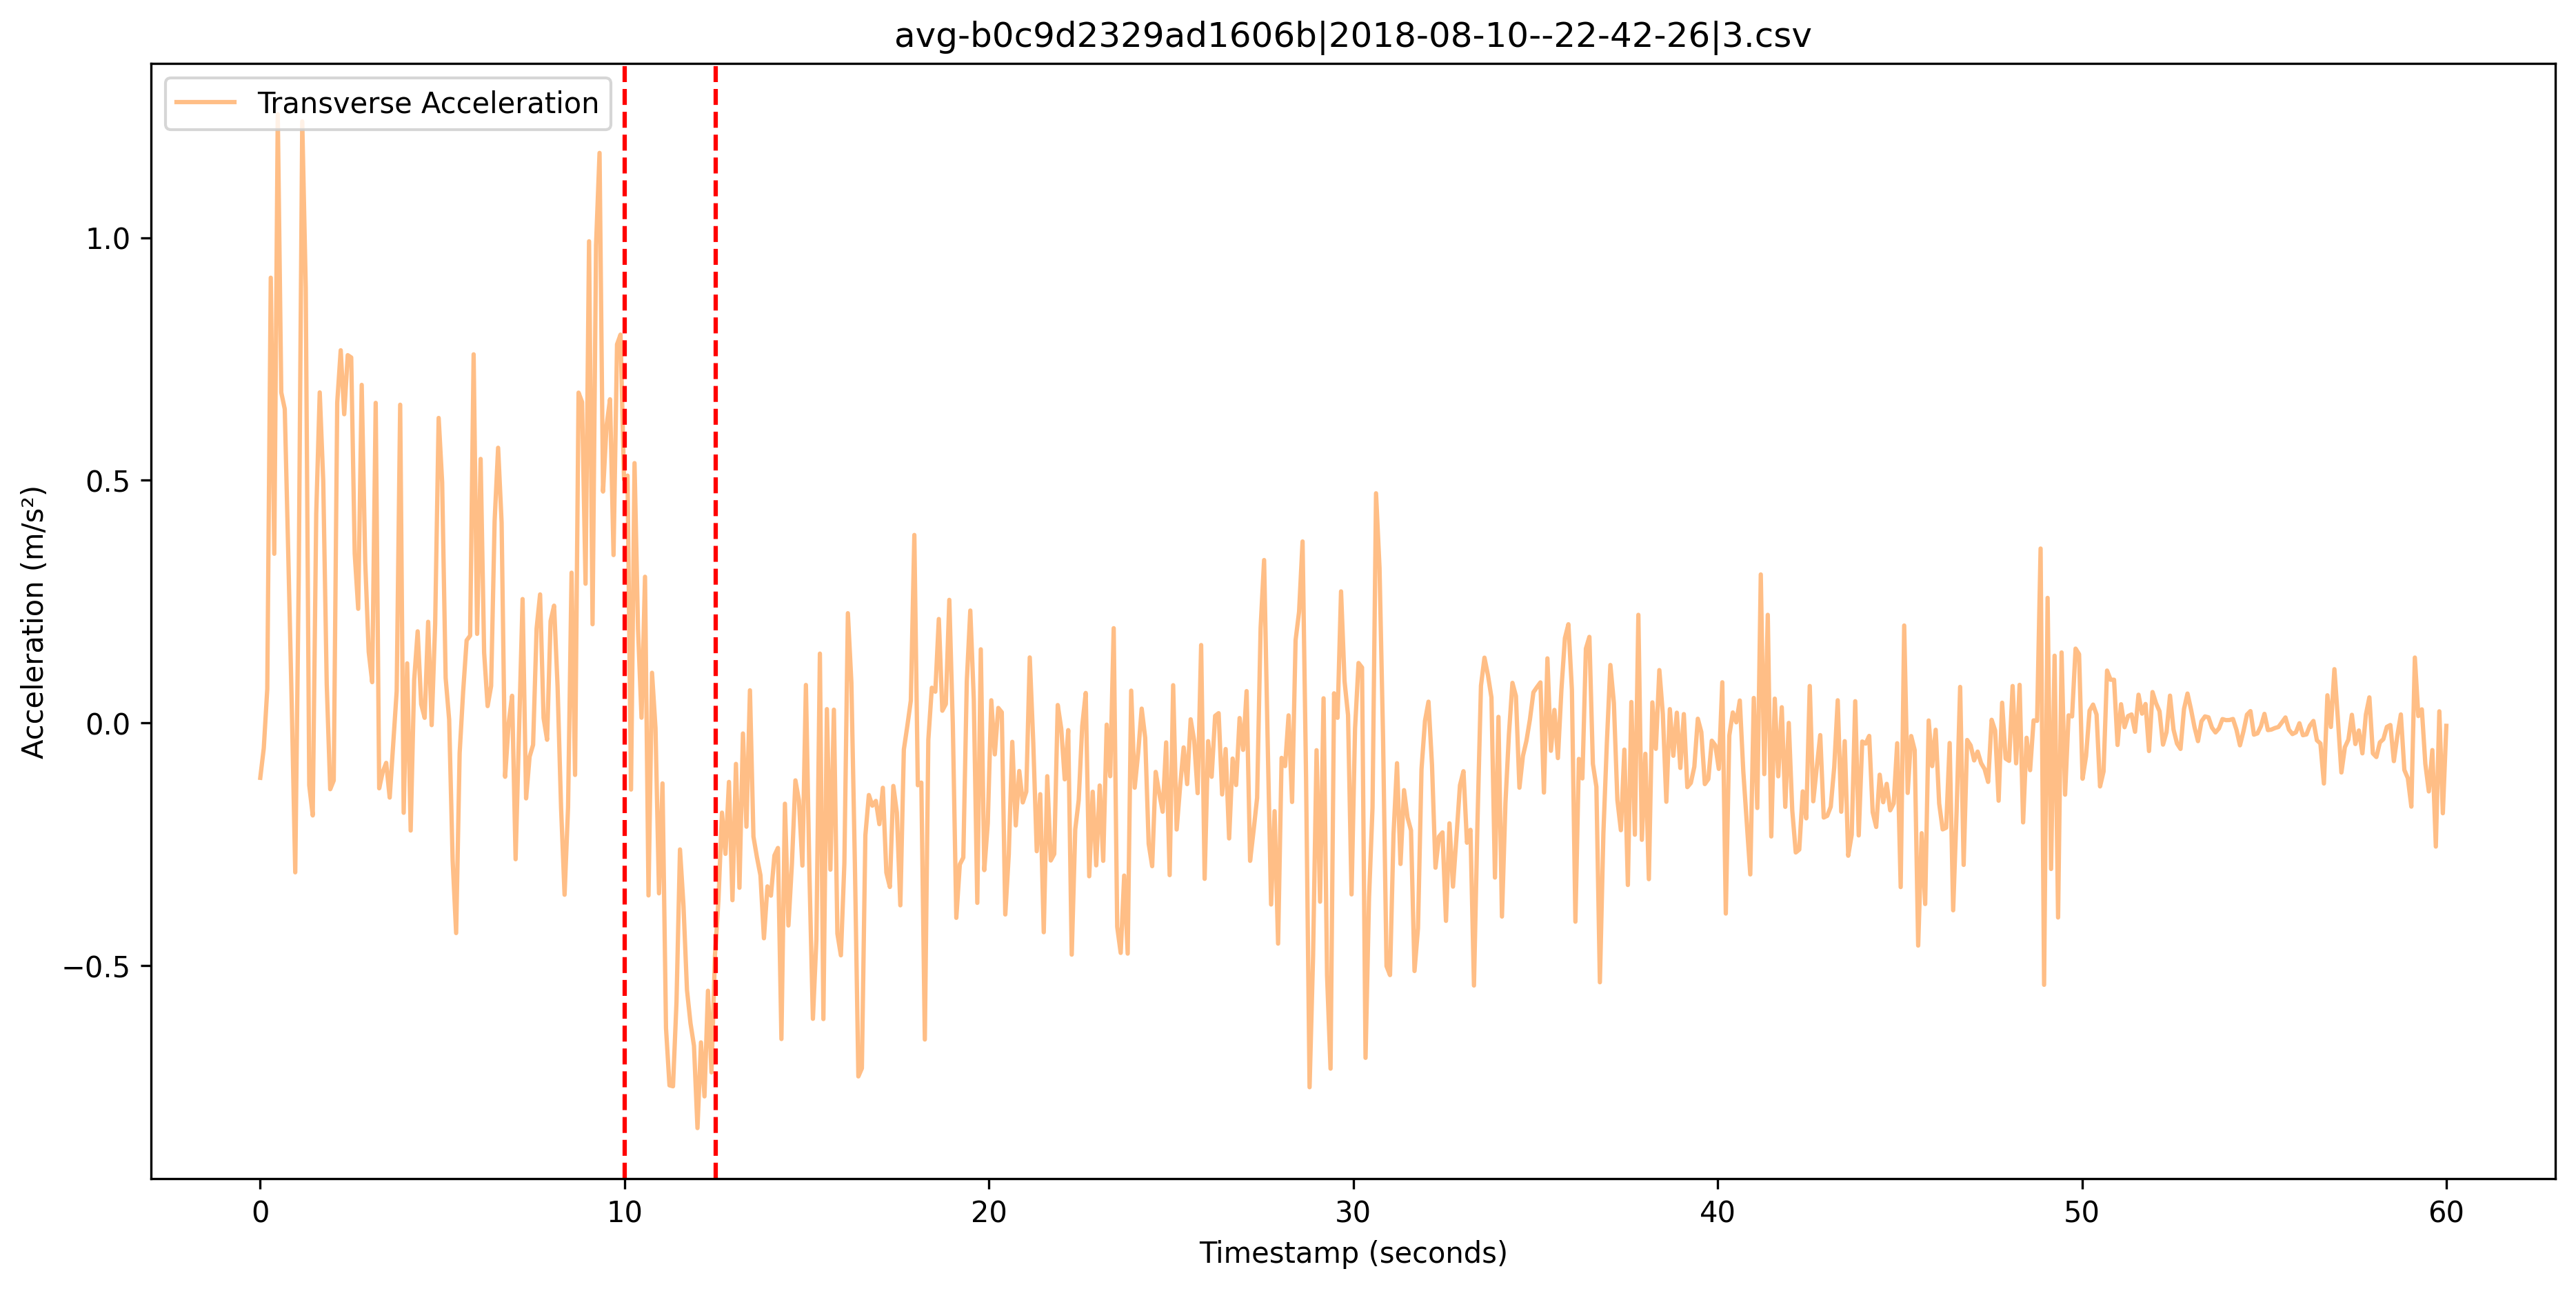 avg-b0c9d2329ad1606b|2018-08-10--22-42-26|3.csv
Transverse Acceleration
Acceleration (m/s²)
1.0
0.5
0.0
−0.5
0 10 20 30 40 50 60
Timestamp (seconds)